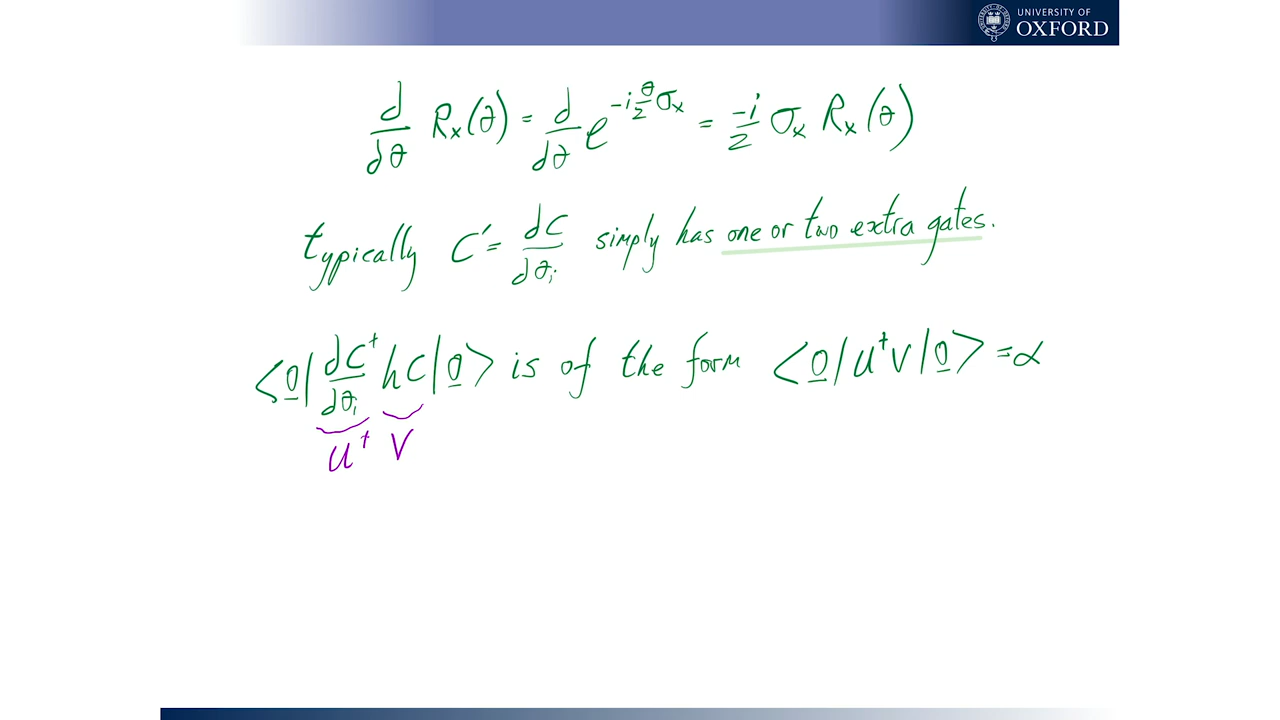 UNIVERSITY OF
OXFORD
d/dθ Rₓ(θ) = d/dθ e^(-i θ/2 σₓ) = -i/2 σₓ Rₓ(θ)
typically C' = dC/dθᵢ simply has one or two extra gates.
<0| dC†/dθᵢ h C |0> is of the form <0| U†V |0> = α
U† V